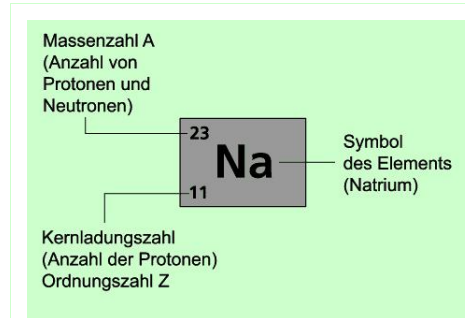 Massenzahl A
(Anzahl von
Protonen und
Neutronen)
23
Na
11
Symbol
des Elements
(Natrium)
Kernladungszahl
(Anzahl der Protonen)
Ordnungszahl Z